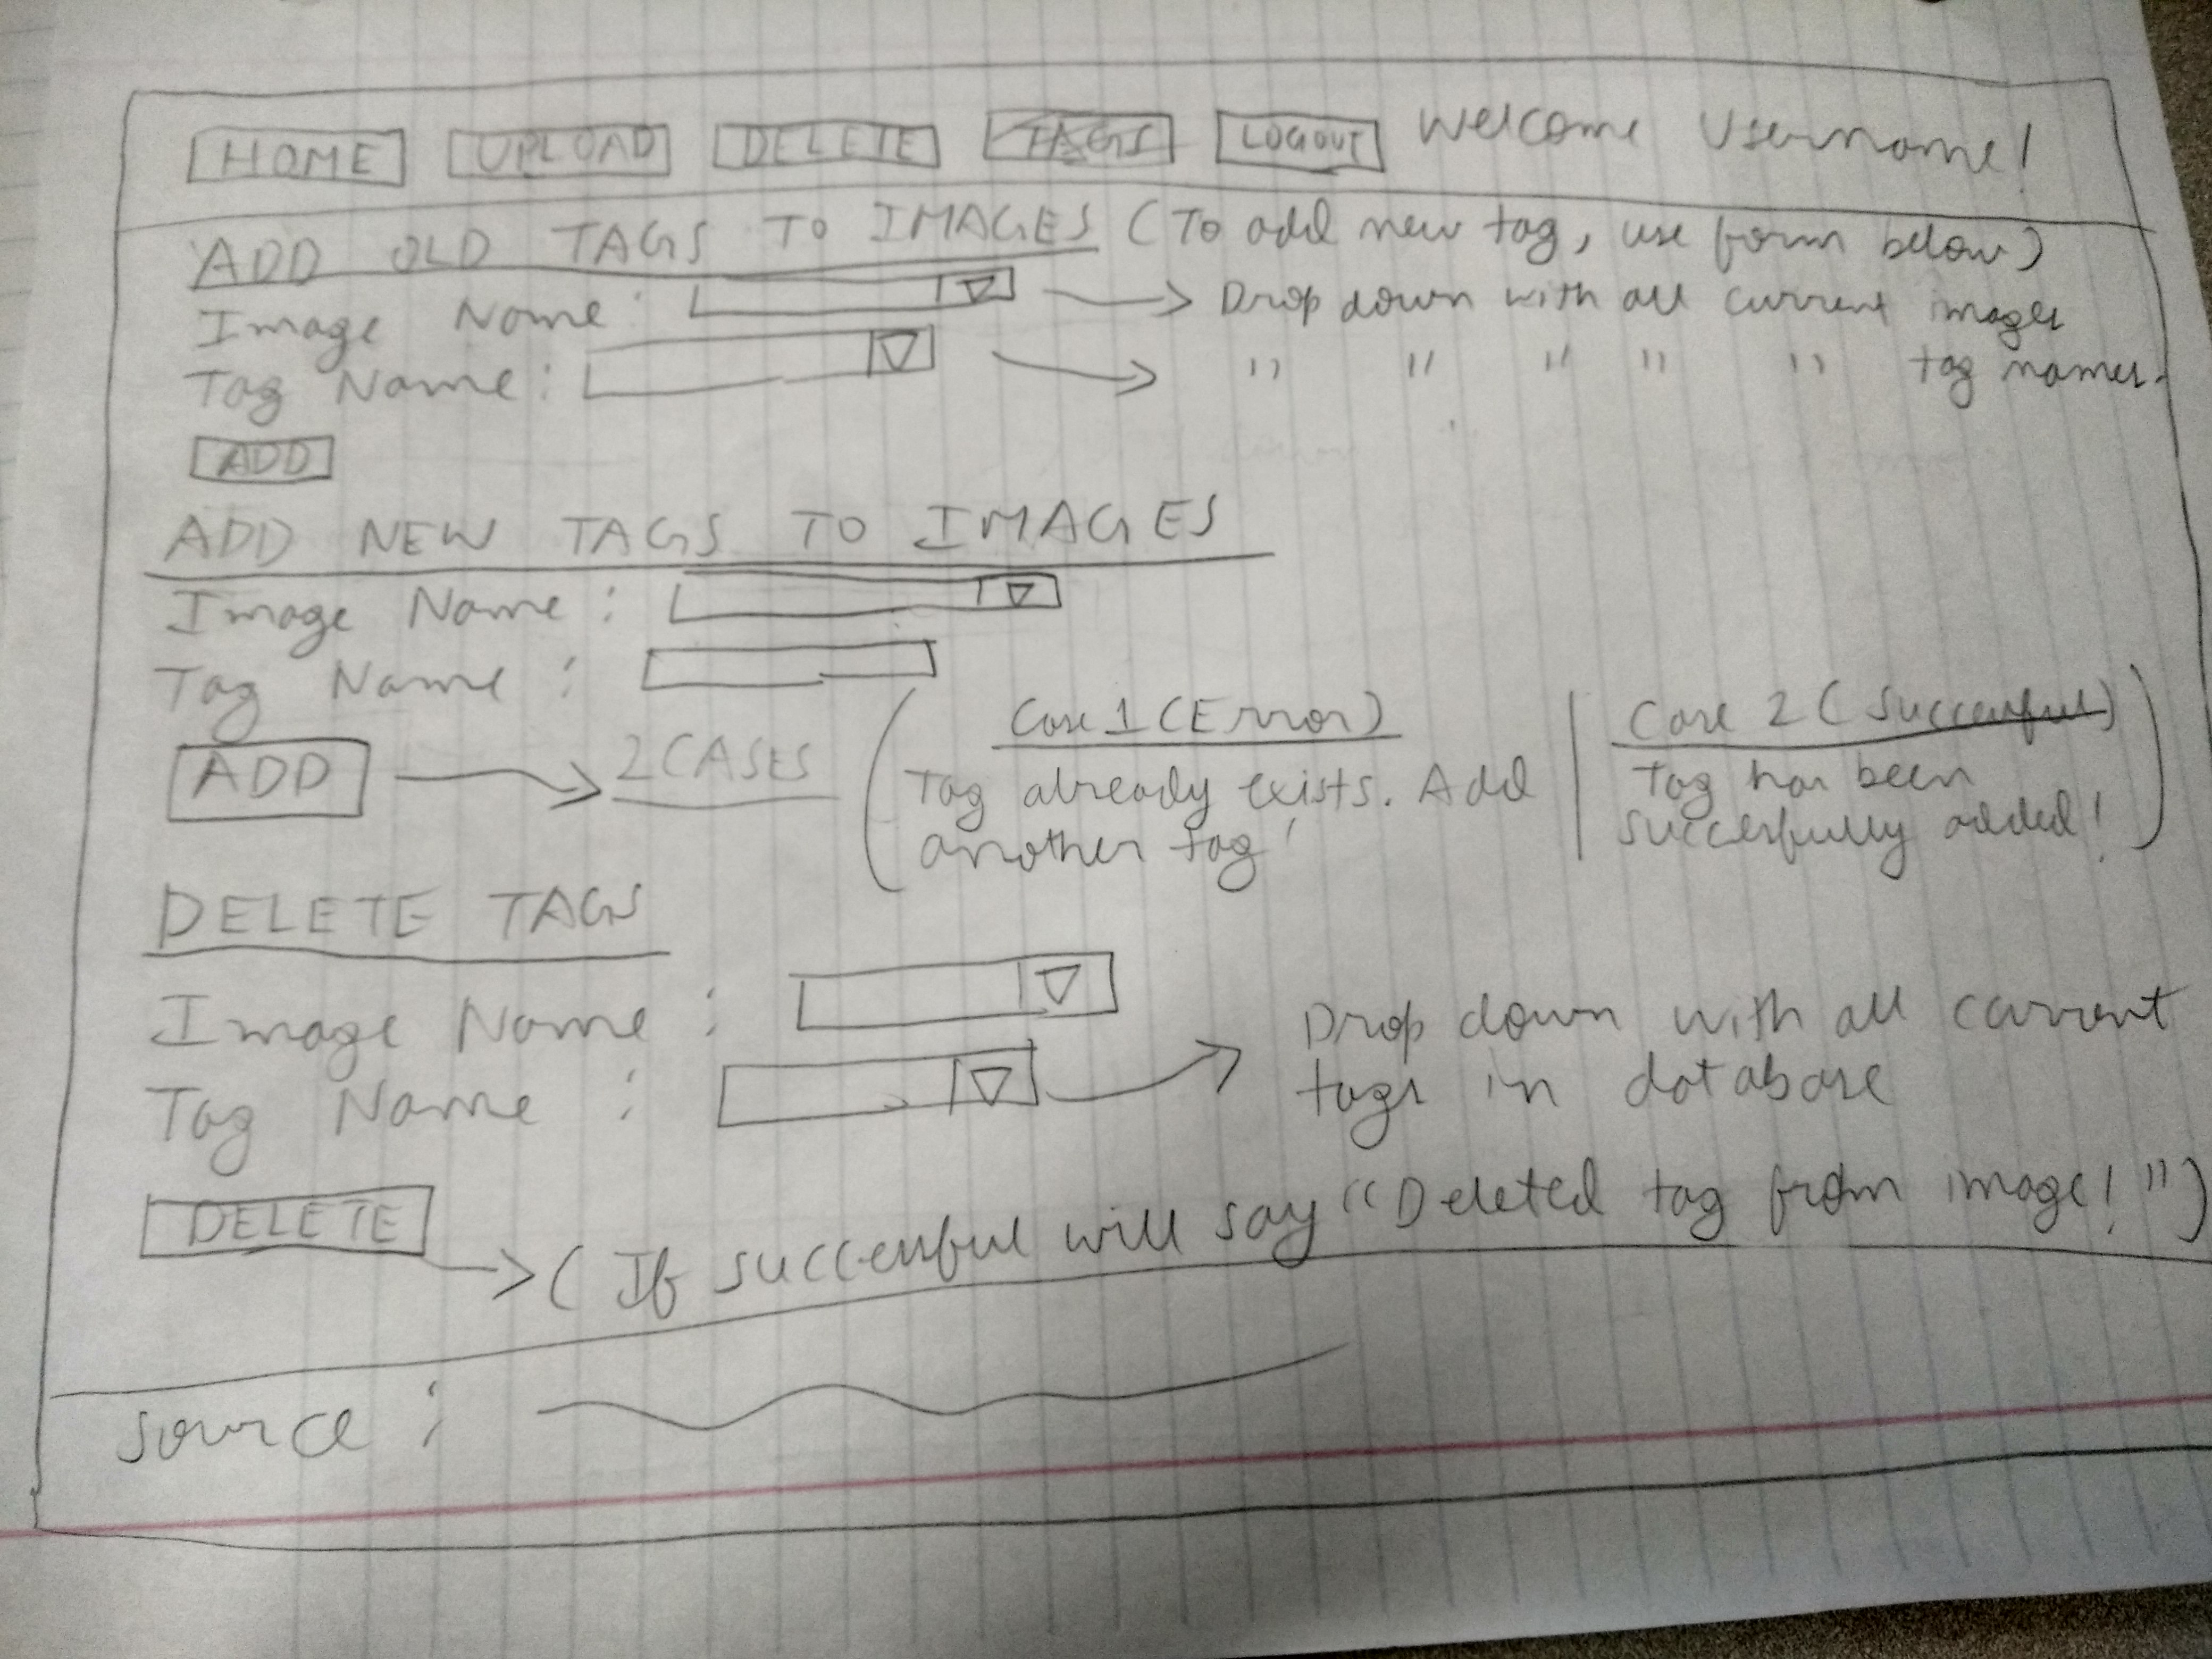 HOME UPLOAD DELETE TAGS LOGOUT Welcome Username!
ADD OLD TAGS TO IMAGES (To add new tag, use form below)
Image Name: → Drop down with all current images
Tag Name: → " " " " " tag names.
ADD
ADD NEW TAGS TO IMAGES
Image Name:
Tag Name:
ADD → 2 CASES
Case 1 (Error)
Tag already exists. Add
another tag!
Case 2 (Successful)
Tag has been
successfully added!
DELETE TAGS
Image Name:
Tag Name: → Drop down with all current
tags in database
DELETE → (If successful will say "Deleted tag from image!")
Source: